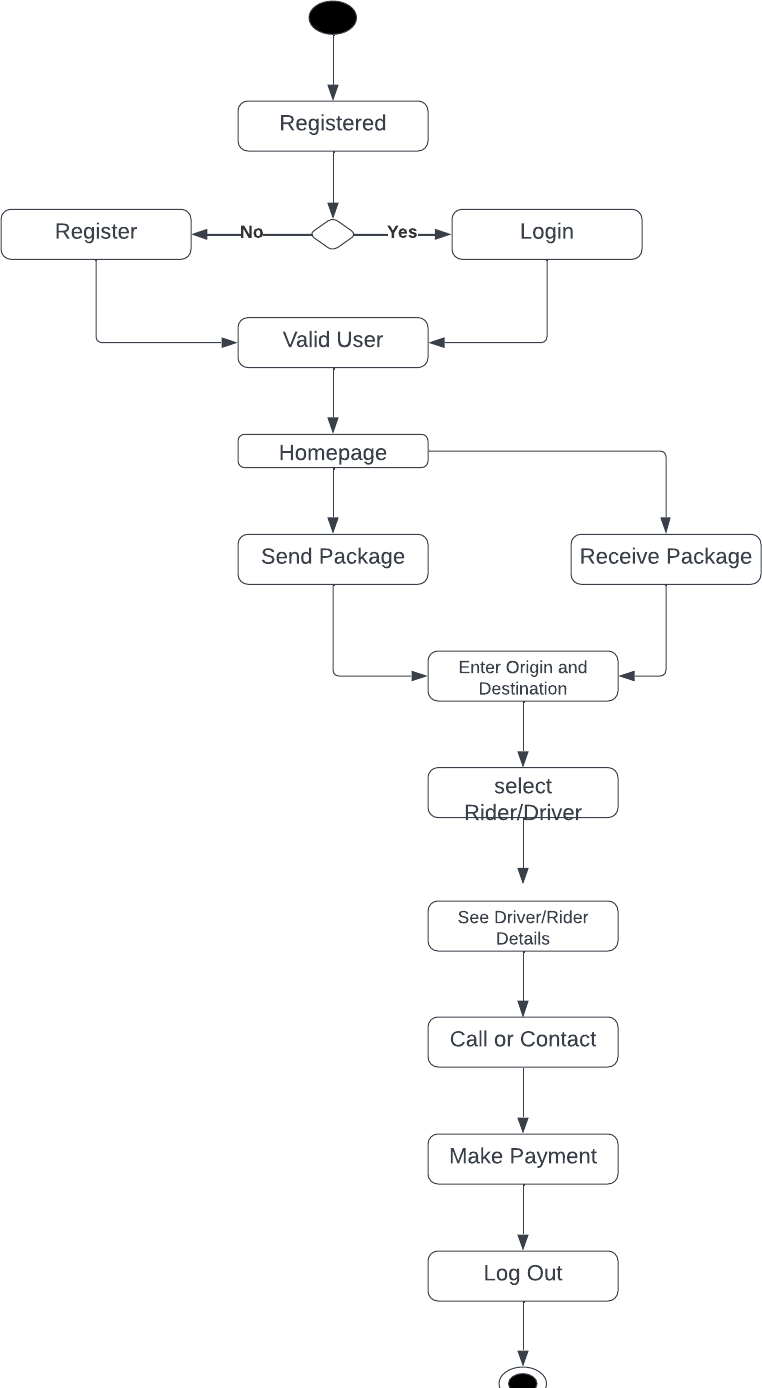 Registered
Register
No
Yes
Login
Valid User
Homepage
Send Package
Receive Package
Enter Origin and
Destination
select
Rider/Driver
See Driver/Rider
Details
Call or Contact
Make Payment
Log Out